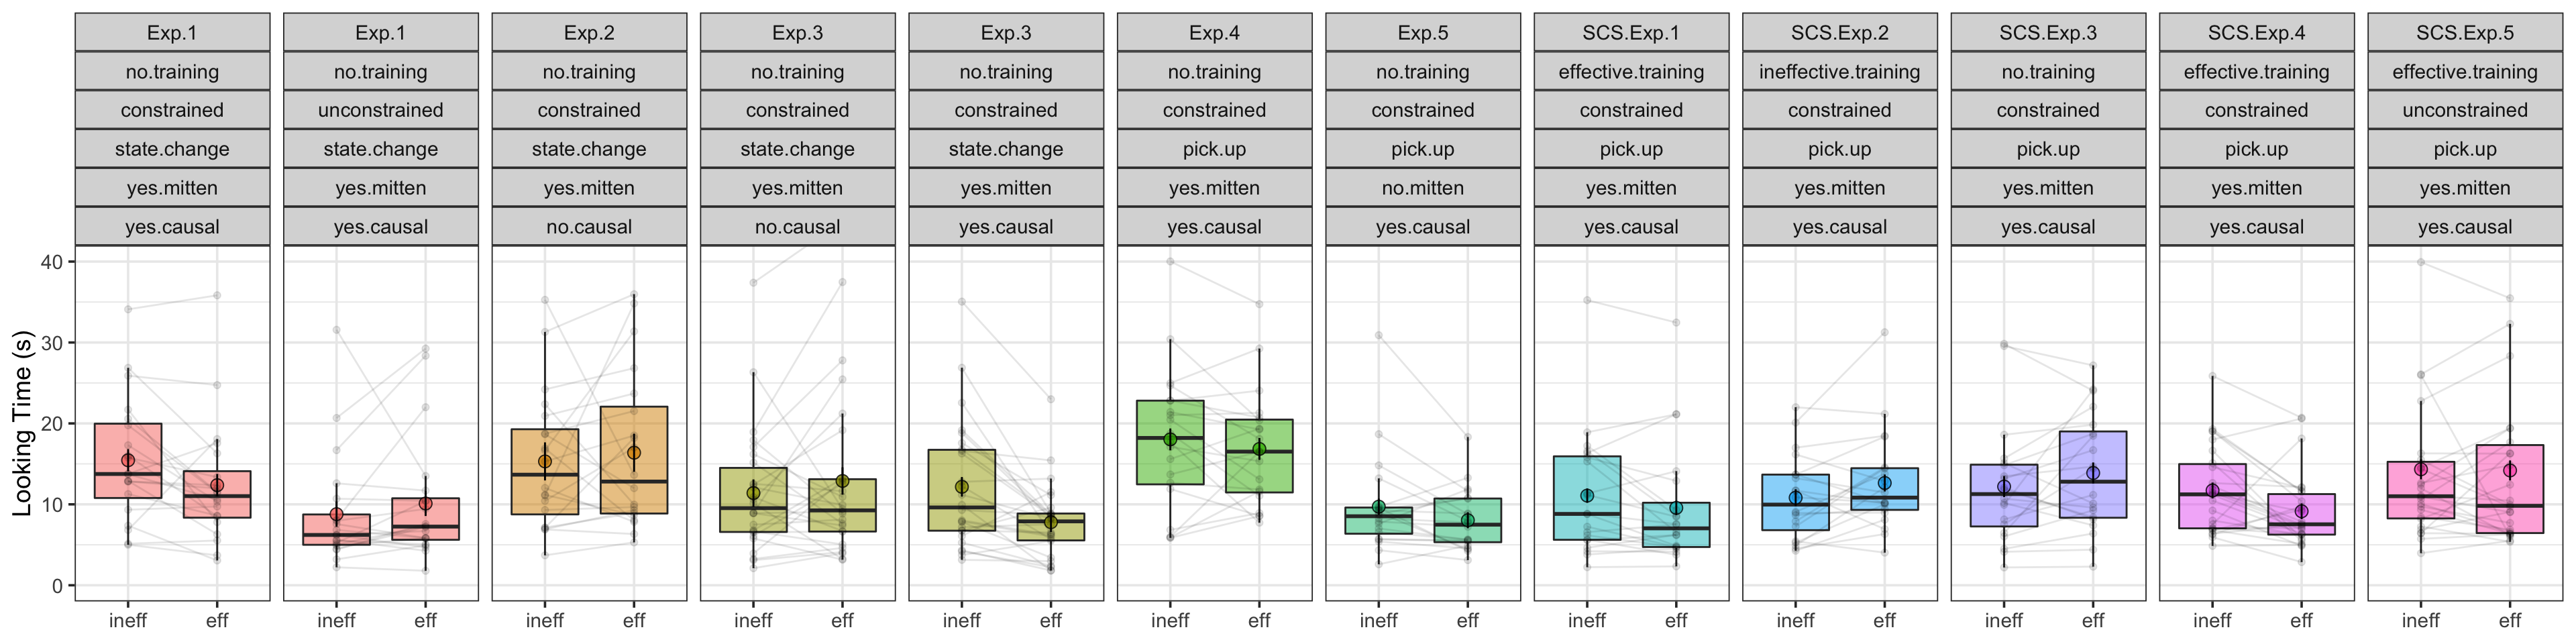 Exp.1 Exp.1 Exp.2 Exp.3 Exp.3 Exp.4 Exp.5 SCS.Exp.1 SCS.Exp.2 SCS.Exp.3 SCS.Exp.4 SCS.Exp.5
no.training no.training no.training no.training no.training no.training no.training effective.training ineffective.training no.training effective.training effective.training
constrained unconstrained constrained constrained constrained constrained constrained constrained constrained constrained constrained unconstrained
state.change state.change state.change state.change state.change pick.up pick.up pick.up pick.up pick.up pick.up pick.up
yes.mitten yes.mitten yes.mitten yes.mitten yes.mitten yes.mitten no.mitten yes.mitten yes.mitten yes.mitten yes.mitten yes.mitten
yes.causal yes.causal no.causal no.causal yes.causal yes.causal yes.causal yes.causal yes.causal yes.causal yes.causal yes.causal
Looking Time (s)
40
30
20
10
0
ineff eff ineff eff ineff eff ineff eff ineff eff ineff eff ineff eff ineff eff ineff eff ineff eff ineff eff ineff eff